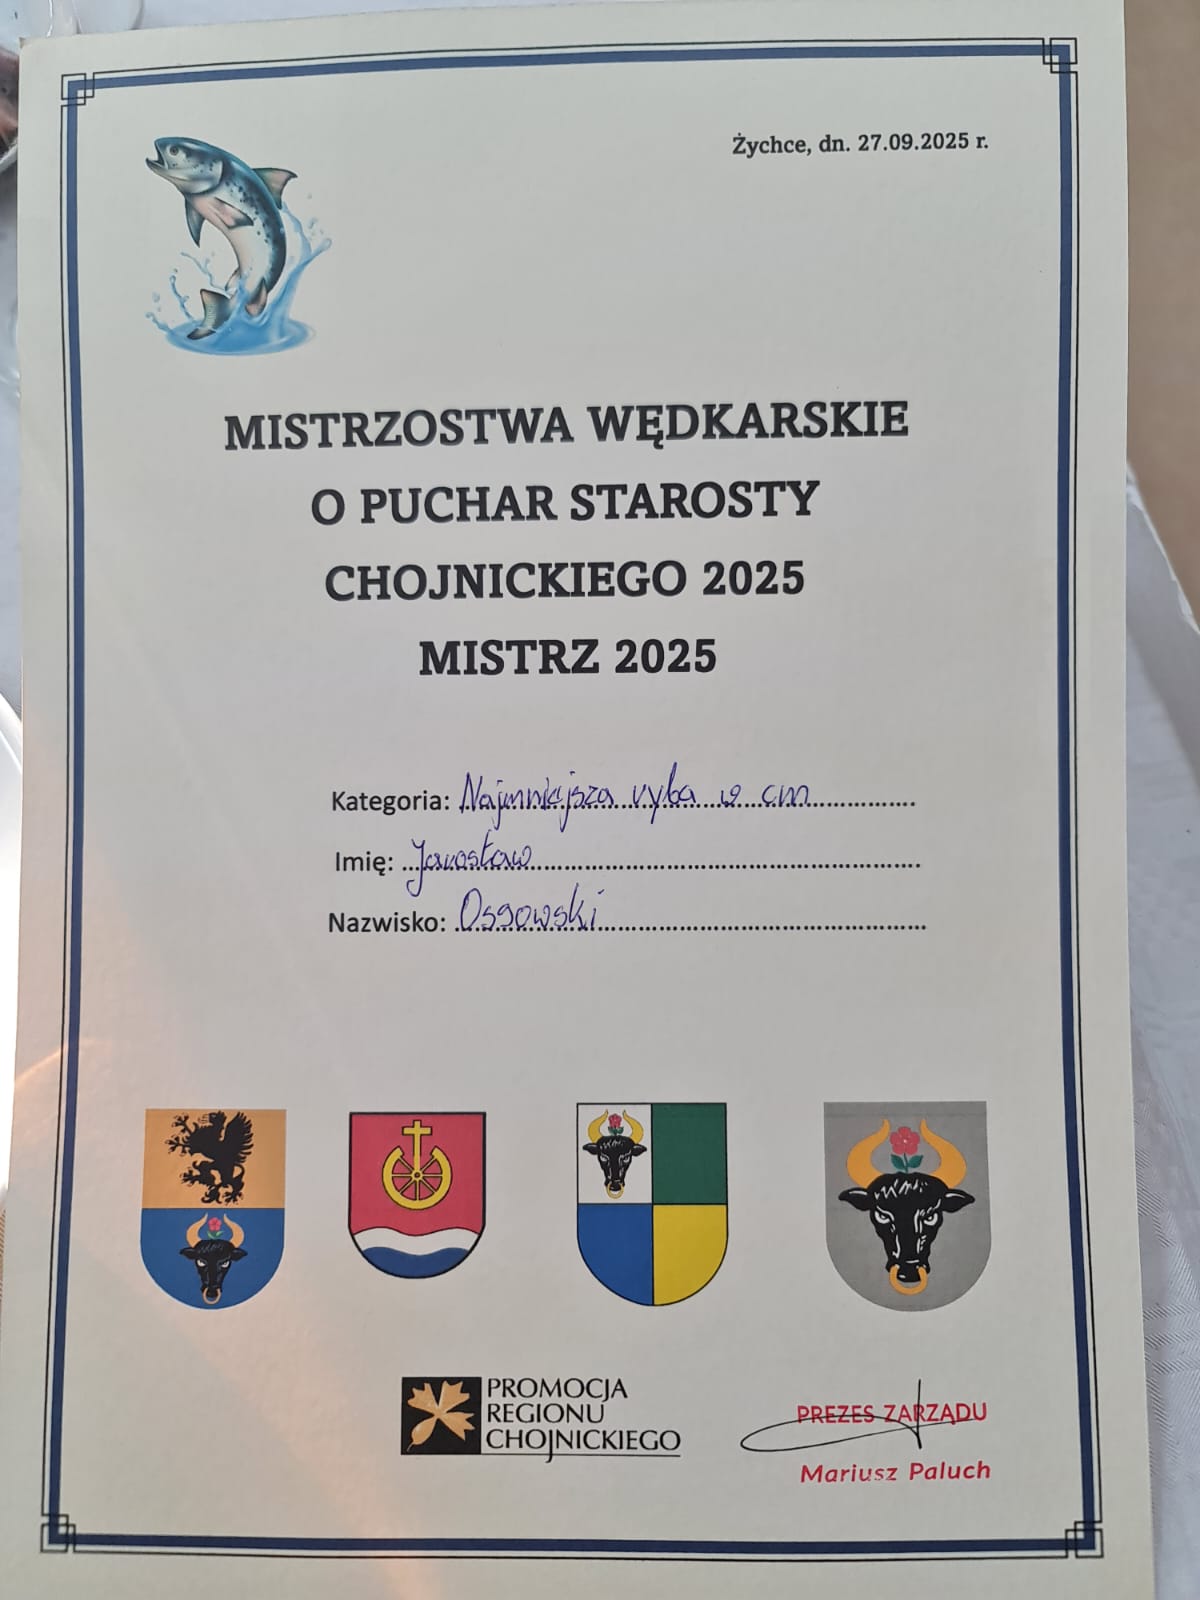 Żychce, dn. 27.09.2025 r.
MISTRZOSTWA WĘDKARSKIE
O PUCHAR STAROSTY
CHOJNICKIEGO 2025
MISTRZ 2025
Kategoria: Najmniejsza ryba w cm
Imię: Jarosław
Nazwisko: Ossowski
PROMOCJA
REGIONU
CHOJNICKIEGO
PREZES ZARZĄDU
Mariusz Paluch